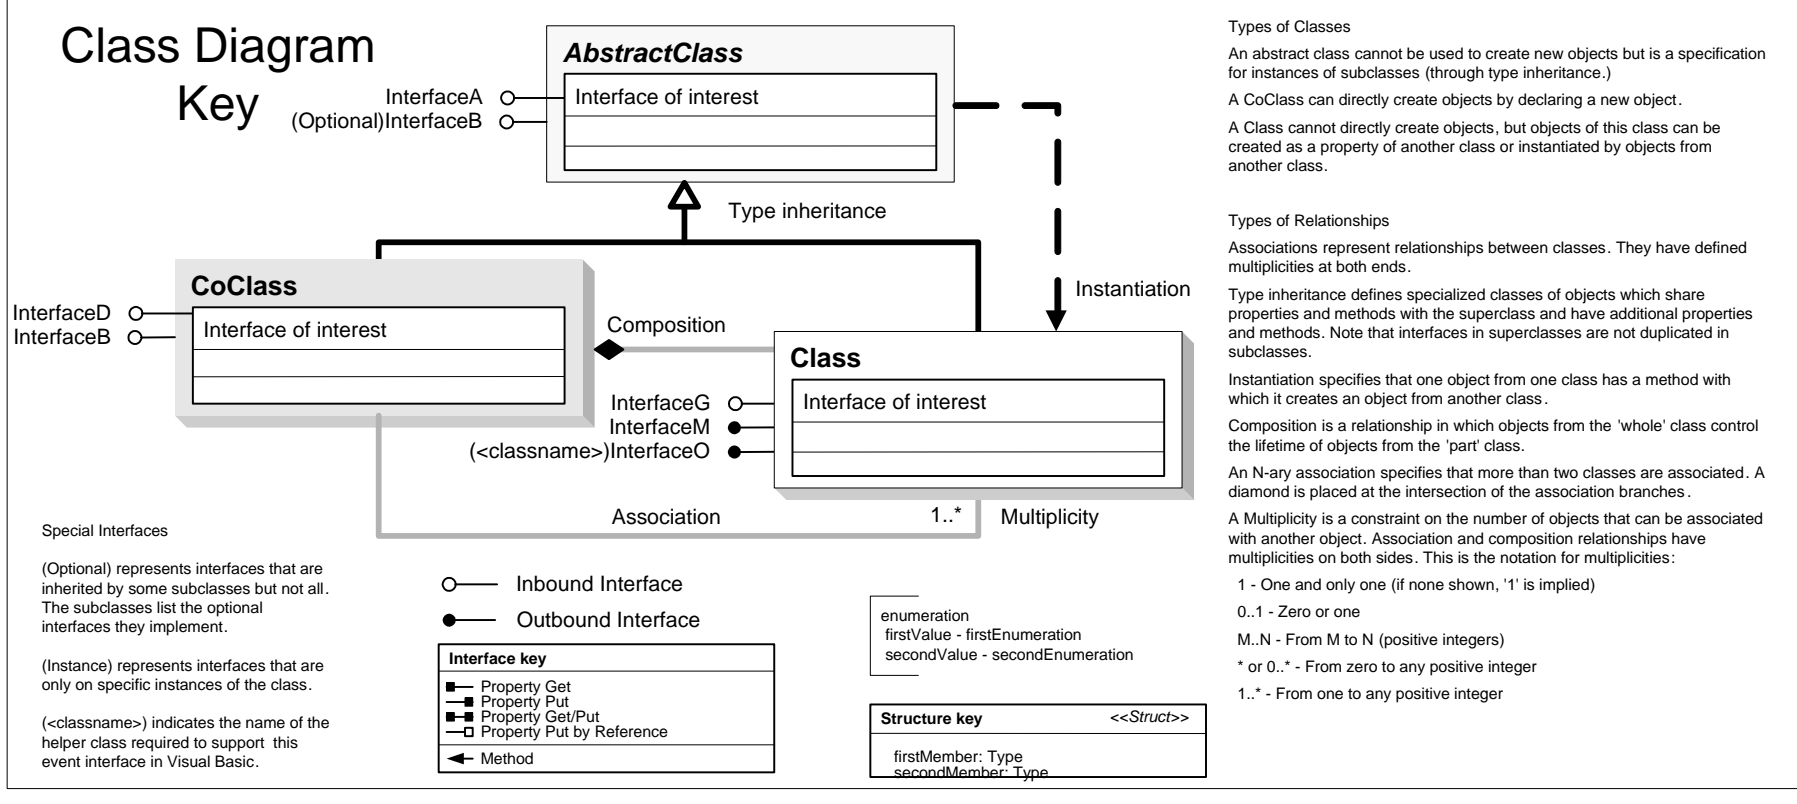 Class Diagram
Key
AbstractClass
Interface of interest
InterfaceA
(Optional)InterfaceB
Type inheritance
CoClass
Interface of interest
InterfaceD
InterfaceB
Composition
Instantiation
Class
Interface of interest
InterfaceG
InterfaceM
(<classname>)InterfaceO
Association
1..*
Multiplicity
Special Interfaces
(Optional) represents interfaces that are
inherited by some subclasses but not all.
The subclasses list the optional
interfaces they implement.
(Instance) represents interfaces that are
only on specific instances of the class.
(<classname>) indicates the name of the
helper class required to support this
event interface in Visual Basic.
Inbound Interface
Outbound Interface
Interface key
Property Get
Property Put
Property Get/Put
Property Put by Reference
Method
enumeration
firstValue - firstEnumeration
secondValue - secondEnumeration
Structure key <<Struct>>
firstMember: Type
secondMember: Type
Types of Classes
An abstract class cannot be used to create new objects but is a specification
for instances of subclasses (through type inheritance.)
A CoClass can directly create objects by declaring a new object.
A Class cannot directly create objects, but objects of this class can be
created as a property of another class or instantiated by objects from
another class.
Types of Relationships
Associations represent relationships between classes. They have defined
multiplicities at both ends.
Type inheritance defines specialized classes of objects which share
properties and methods with the superclass and have additional properties
and methods. Note that interfaces in superclasses are not duplicated in
subclasses.
Instantiation specifies that one object from one class has a method with
which it creates an object from another class.
Composition is a relationship in which objects from the 'whole' class control
the lifetime of objects from the 'part' class.
An N-ary association specifies that more than two classes are associated. A
diamond is placed at the intersection of the association branches.
A Multiplicity is a constraint on the number of objects that can be associated
with another object. Association and composition relationships have
multiplicities on both sides. This is the notation for multiplicities:
1 - One and only one (if none shown, '1' is implied)
0..1 - Zero or one
M..N - From M to N (positive integers)
* or 0..* - From zero to any positive integer
1..* - From one to any positive integer